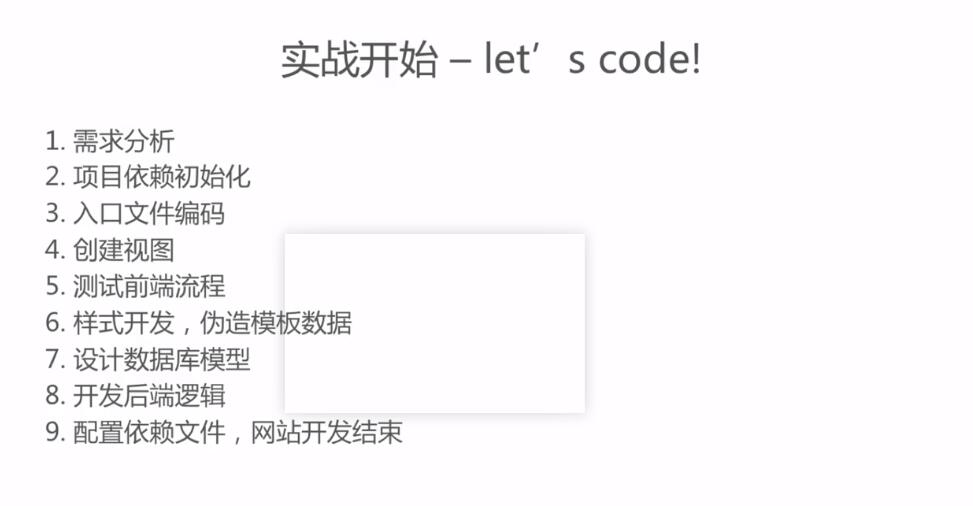 实战开始 – let’s code!
1. 需求分析
2. 项目依赖初始化
3. 入口文件编码
4. 创建视图
5. 测试前端流程
6. 样式开发，伪造模板数据
7. 设计数据库模型
8. 开发后端逻辑
9. 配置依赖文件，网站开发结束